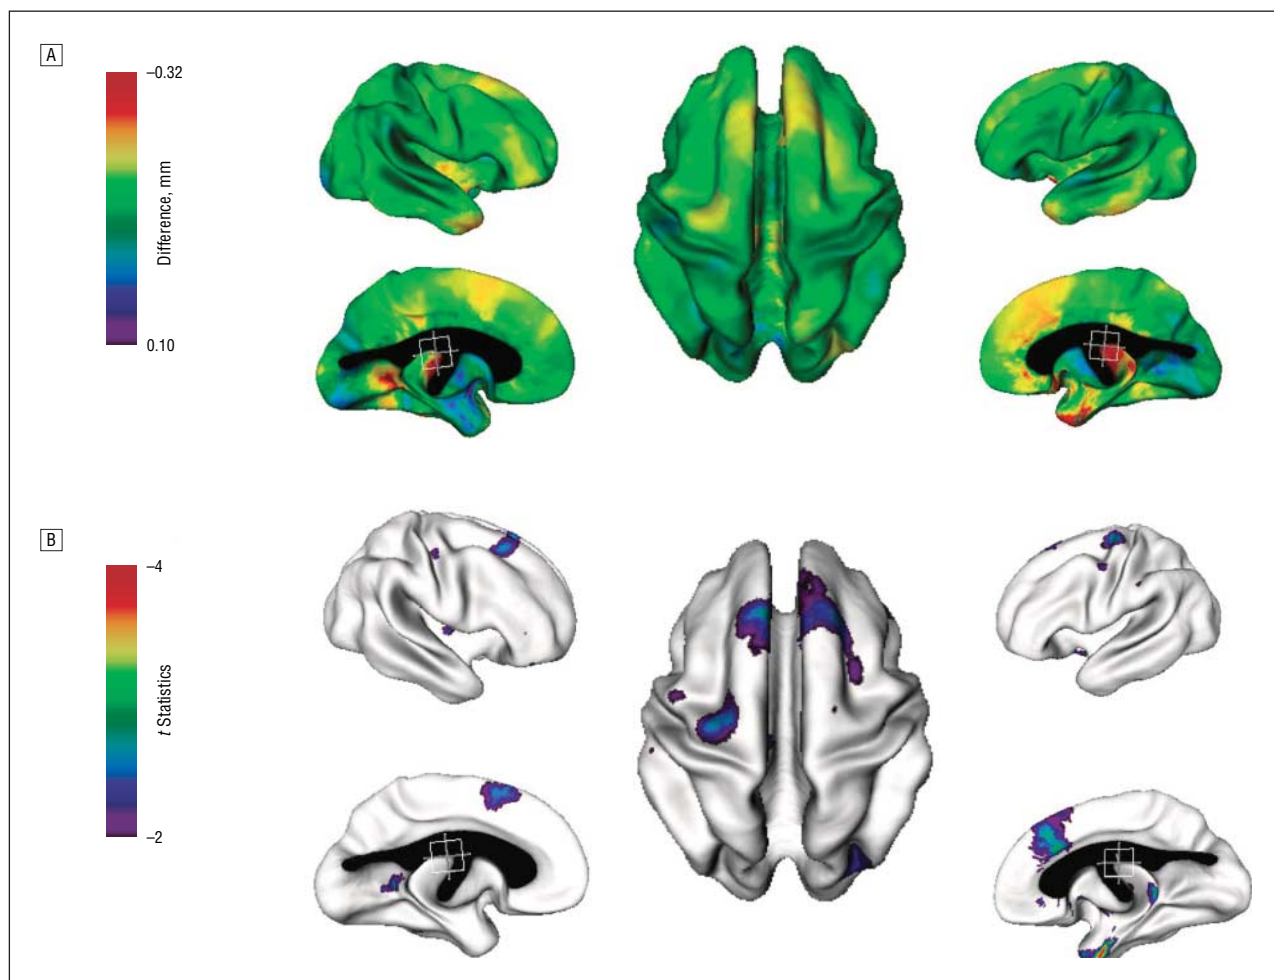 A
–0.32
Difference, mm
0.10
B
–4
t Statistics
–2